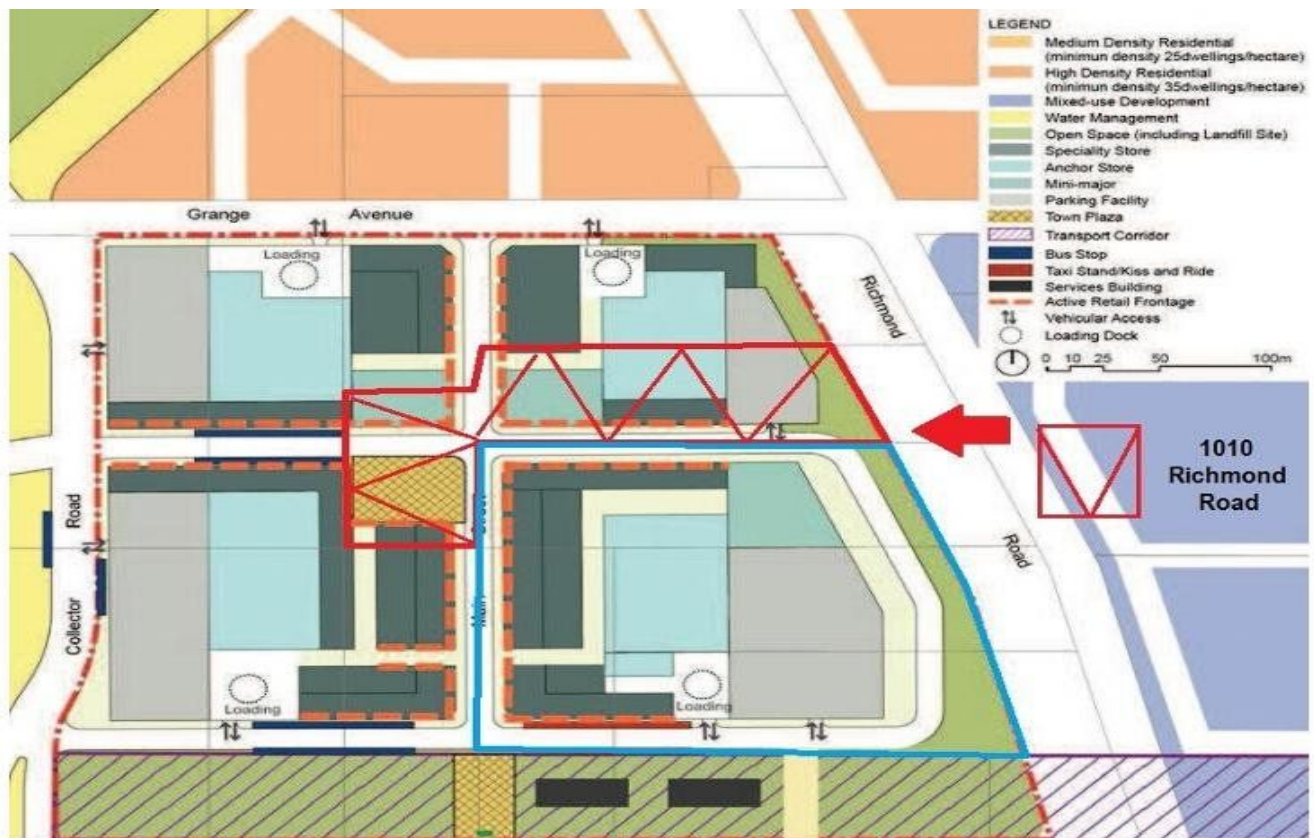 LEGEND
Medium Density Residential
(minimun density 25dwellings/hectare)
High Density Residential
(minimun density 35dwellings/hectare)
Mixed-use Development
Water Management
Open Space (including Landfill Site)
Speciality Store
Anchor Store
Mini-major
Parking Facility
Town Plaza
Transport Corridor
Bus Stop
Taxi Stand/Kiss and Ride
Services Building
Active Retail Frontage
Vehicular Access
Loading Dock
0 10 25 50 100m
Grange Avenue
Loading
Loading
Richmond
Road
1010
Richmond
Road
Road
Collector
Main
Street
Loading
Loading